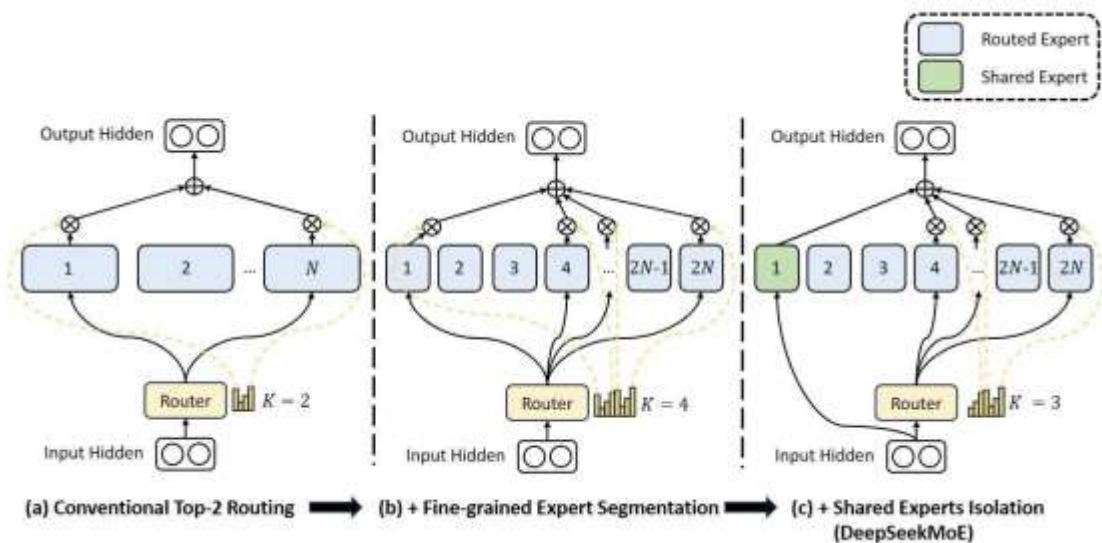 Routed Expert
Shared Expert
Output Hidden
1
2
...
N
Router
K = 2
Input Hidden
(a) Conventional Top-2 Routing
Output Hidden
1
2
3
4
...
2N-1
2N
Router
K = 4
Input Hidden
(b) + Fine-grained Expert Segmentation
Output Hidden
1
2
3
4
...
2N-1
2N
Router
K = 3
Input Hidden
(c) + Shared Experts Isolation
(DeepSeekMoE)